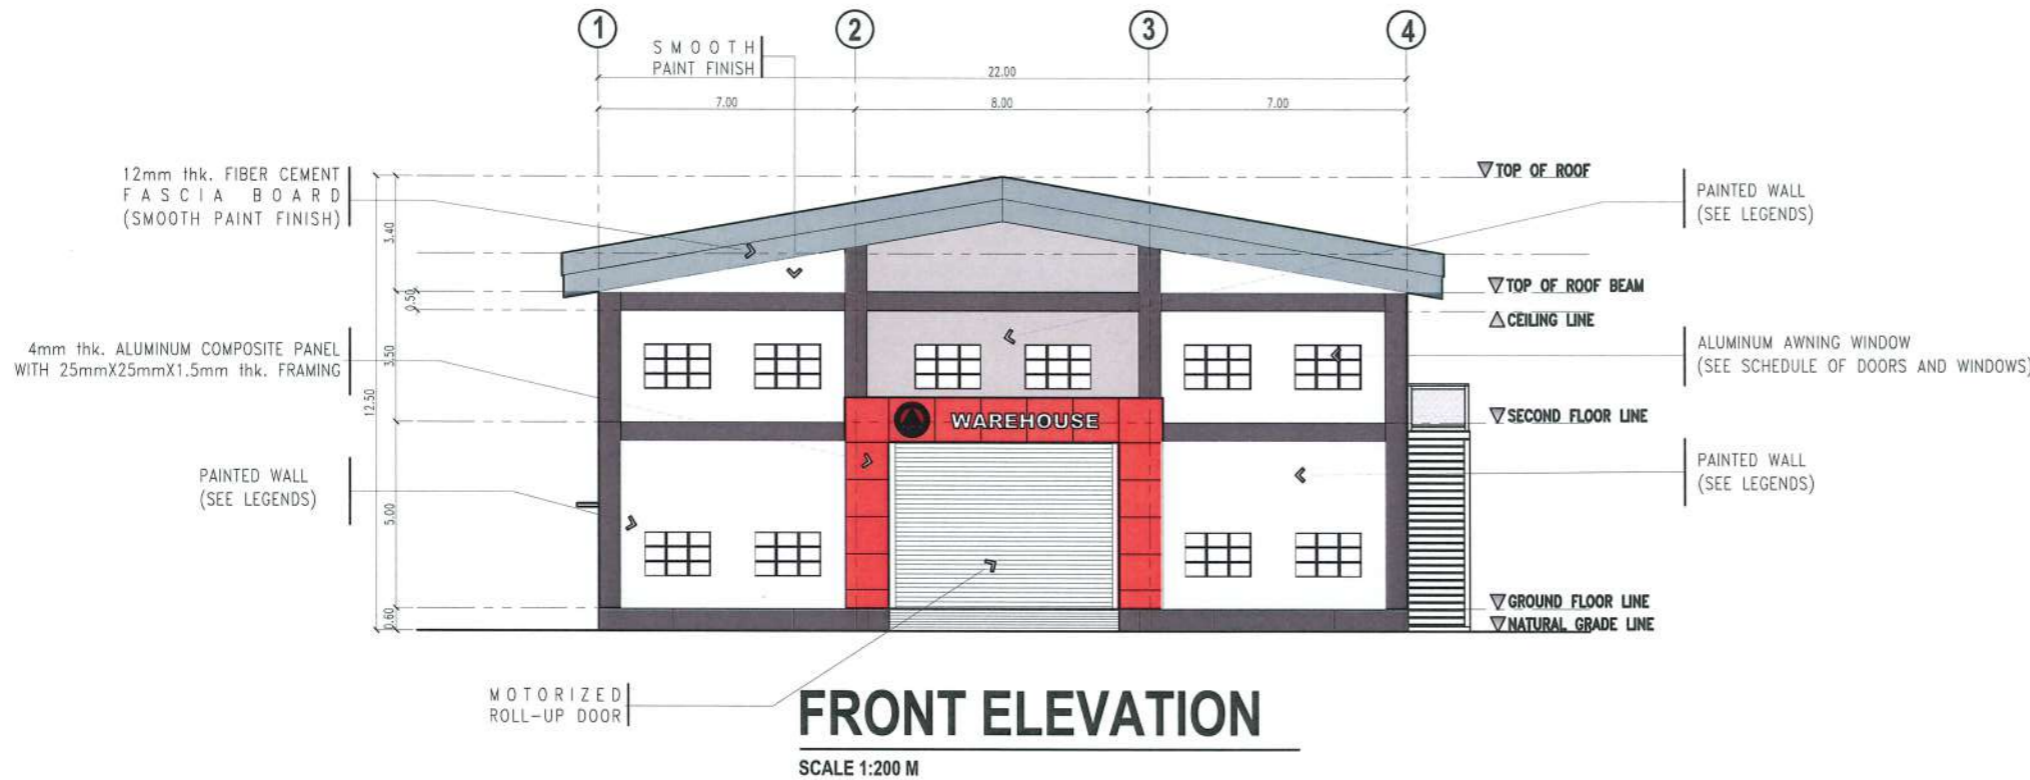 1
2
3
4
SMOOTH
PAINT FINISH
22.00
7.00
8.00
7.00
12mm thk. FIBER CEMENT
FASCIA BOARD
(SMOOTH PAINT FINISH)
3.40
0.50
3.50
12.50
5.00
0.60
4mm thk. ALUMINUM COMPOSITE PANEL
WITH 25mmX25mmX1.5mm thk. FRAMING
PAINTED WALL
(SEE LEGENDS)
WAREHOUSE
TOP OF ROOF
TOP OF ROOF BEAM
CEILING LINE
SECOND FLOOR LINE
GROUND FLOOR LINE
NATURAL GRADE LINE
PAINTED WALL
(SEE LEGENDS)
ALUMINUM AWNING WINDOW
(SEE SCHEDULE OF DOORS AND WINDOWS)
PAINTED WALL
(SEE LEGENDS)
MOTORIZED
ROLL-UP DOOR
FRONT ELEVATION
SCALE 1:200 M